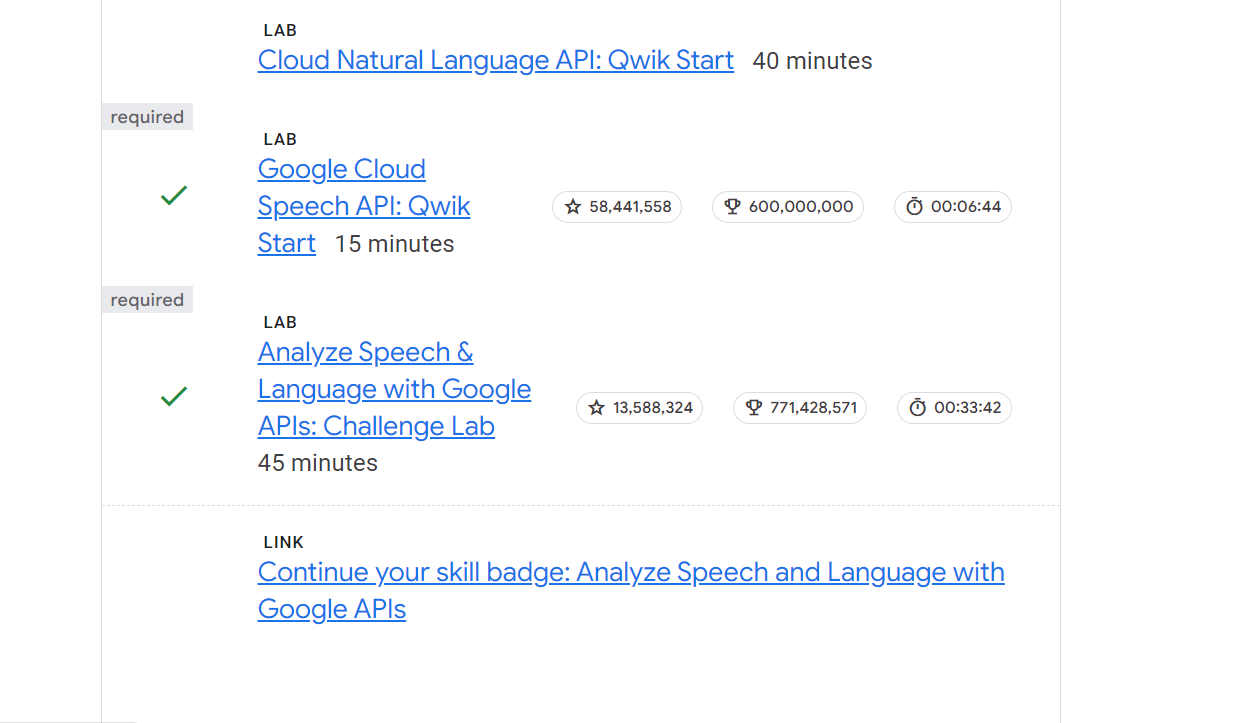 LAB
Cloud Natural Language API: Qwik Start 40 minutes
required
LAB
Google Cloud
Speech API: Qwik
Start 15 minutes
58,441,558 600,000,000 00:06:44
required
LAB
Analyze Speech &
Language with Google
APIs: Challenge Lab
45 minutes
13,588,324 771,428,571 00:33:42
LINK
Continue your skill badge: Analyze Speech and Language with
Google APIs